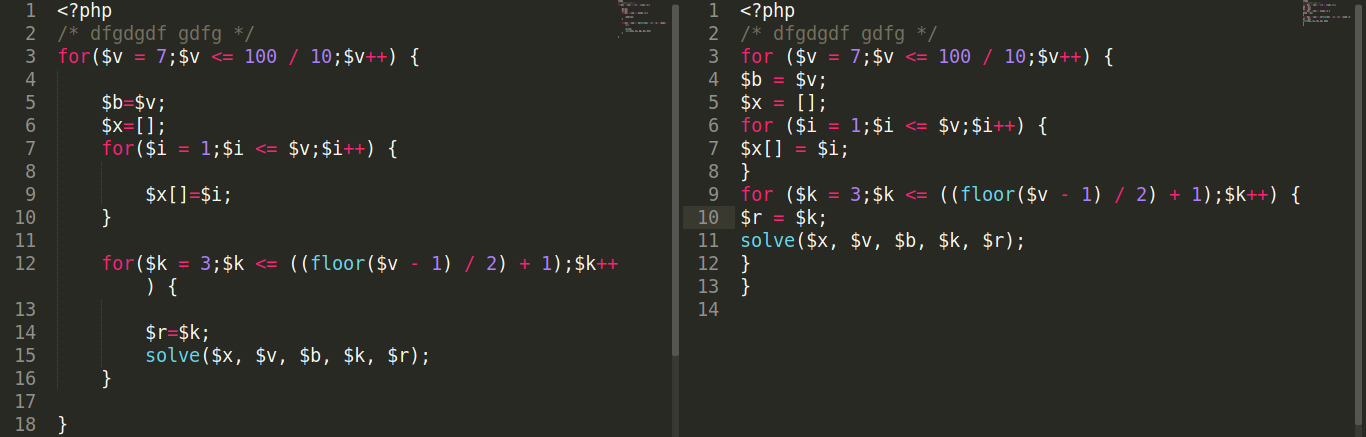 1 <?php
2 /* dfgdgdf gdfg */
3 for($v = 7;$v <= 100 / 10;$v++) {
4
5 $b=$v;
6 $x=[];
7 for($i = 1;$i <= $v;$i++) {
8
9 $x[]=$i;
10 }
11
12 for($k = 3;$k <= ((floor($v - 1) / 2) + 1);$k++
) {
13
14 $r=$k;
15 solve($x, $v, $b, $k, $r);
16 }
17
18 }
1 <?php
2 /* dfgdgdf gdfg */
3 for ($v = 7;$v <= 100 / 10;$v++) {
4 $b = $v;
5 $x = [];
6 for ($i = 1;$i <= $v;$i++) {
7 $x[] = $i;
8 }
9 for ($k = 3;$k <= ((floor($v - 1) / 2) + 1);$k++) {
10 $r = $k;
11 solve($x, $v, $b, $k, $r);
12 }
13 }
14